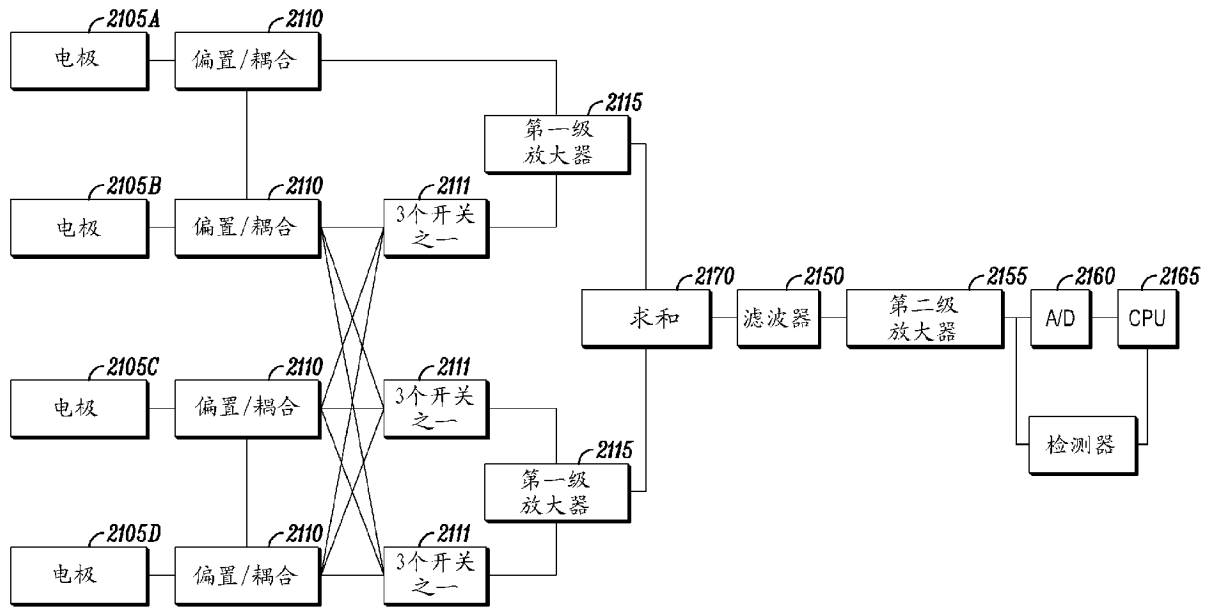 2105A
电极
2110
偏置/耦合
2115
第一级
放大器
2105B
电极
2110
偏置/耦合
2111
3个开关
之一
2170
求和
2150
滤波器
2155
第二级
放大器
2160
A/D
2165
CPU
2105C
电极
2110
偏置/耦合
2111
3个开关
之一
检测器
2115
第一级
放大器
2105D
电极
2110
偏置/耦合
2111
3个开关
之一